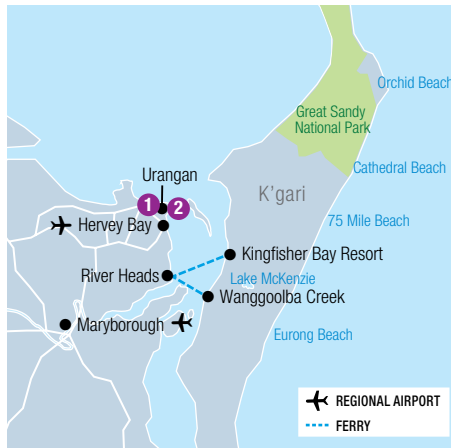 Orchid Beach
Great Sandy
National Park
Cathedral Beach
Urangan
K'gari
1 2
75 Mile Beach
Hervey Bay
Kingfisher Bay Resort
River Heads
Lake McKenzie
Wanggoolba Creek
Maryborough
Eurong Beach
REGIONAL AIRPORT
FERRY